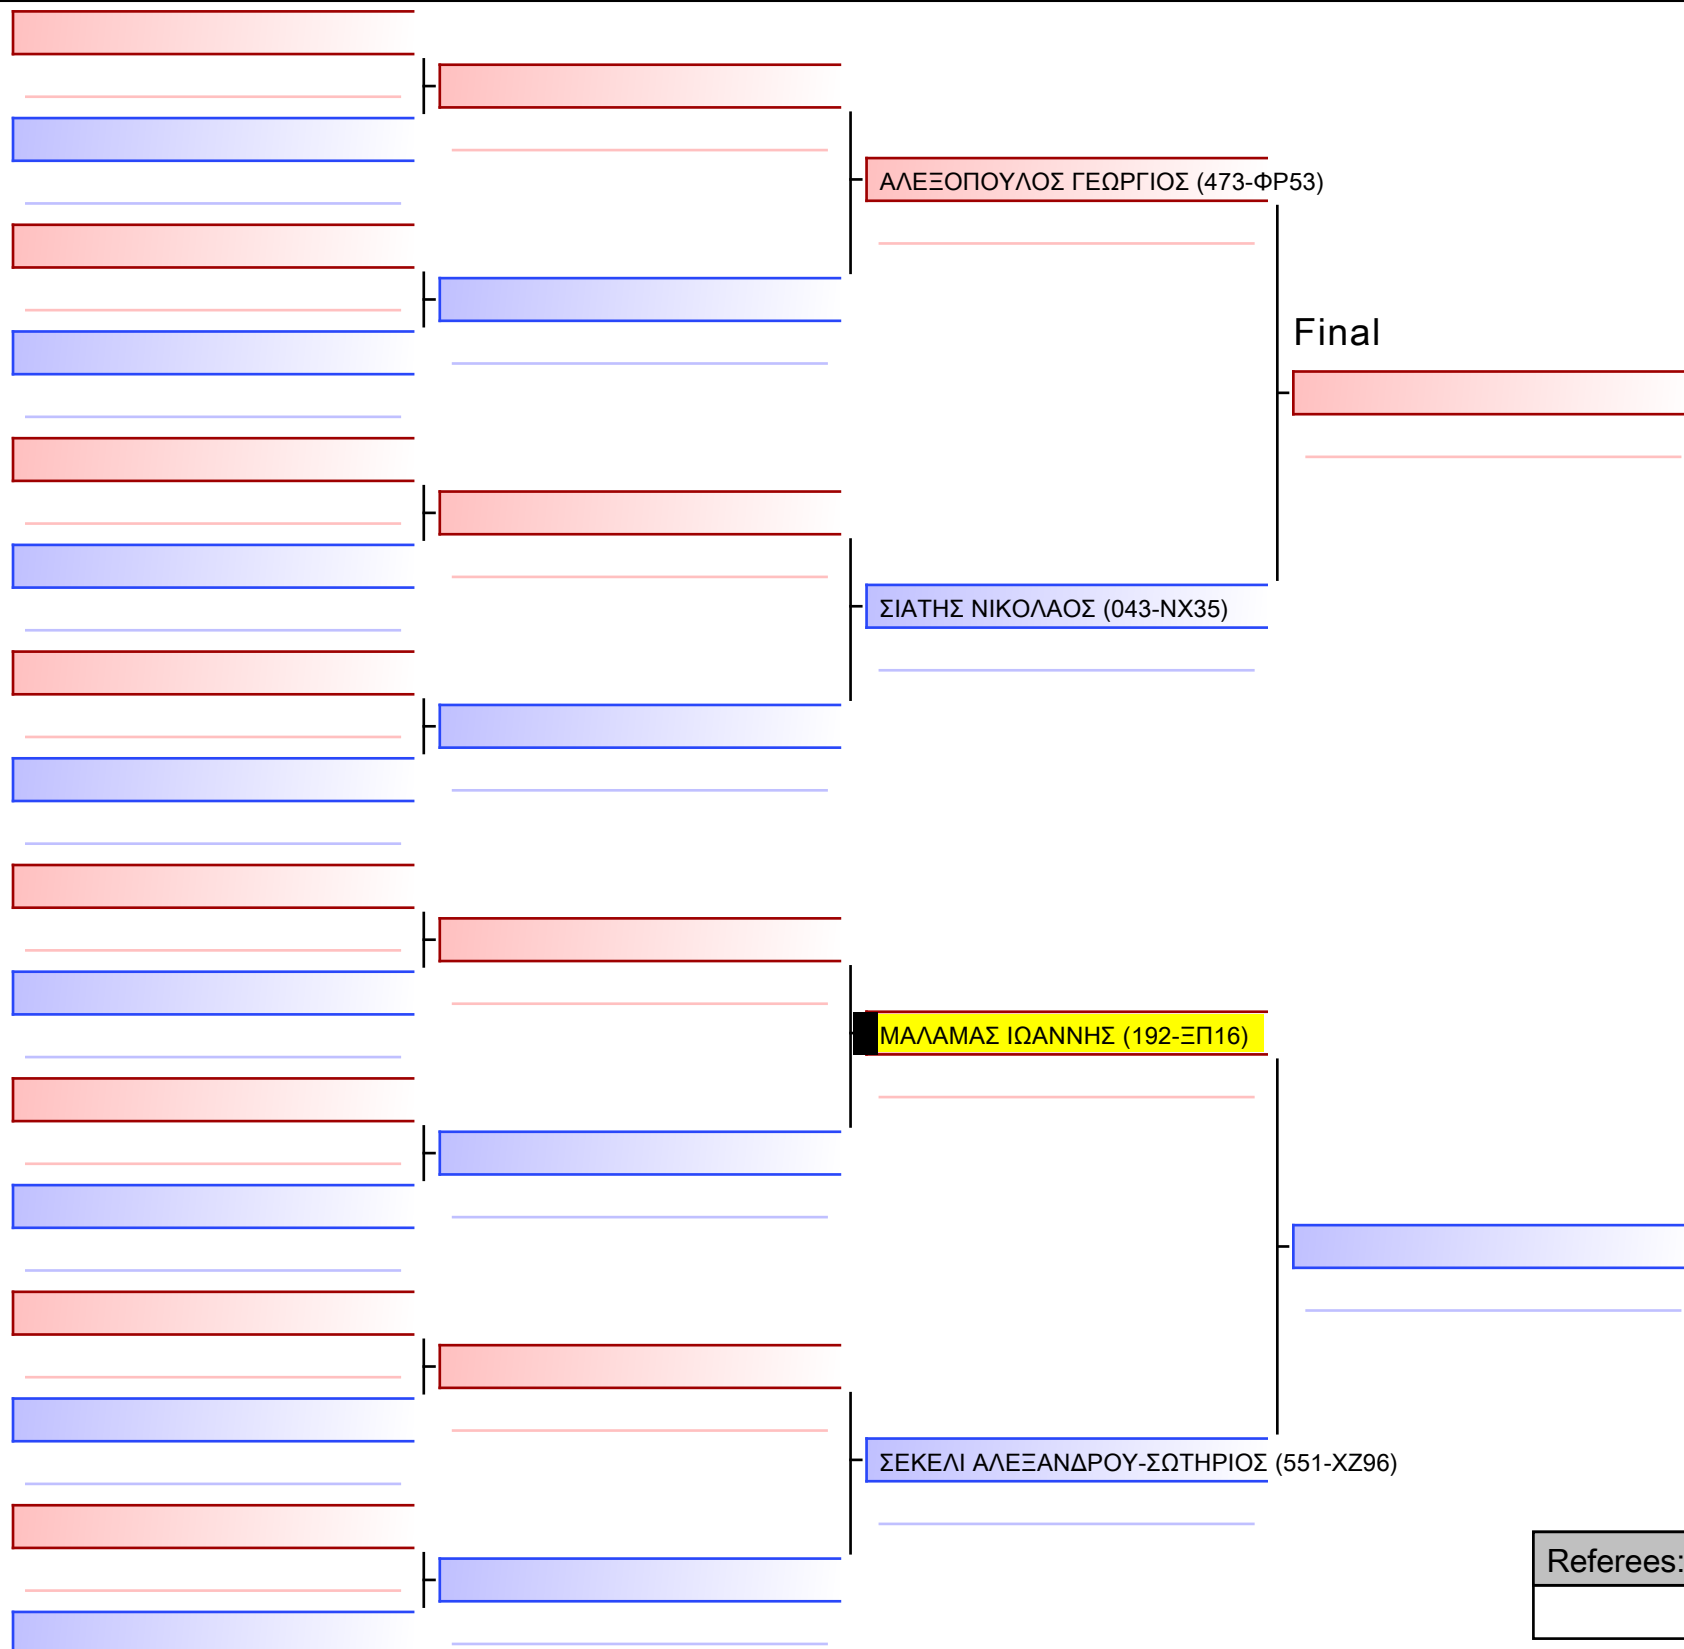 ΑΛΕΞΟΠΟΥΛΟΣ ΓΕΩΡΓΙΟΣ (473-ΦΡ53)
Final
ΣΙΑΤΗΣ ΝΙΚΟΛΑΟΣ (043-ΝΧ35)
ΜΑΛΑΜΑΣ ΙΩΑΝΝΗΣ (192-ΞΠ16)
ΣΕΚΕΛΙ ΑΛΕΞΑΝΔΡΟΥ-ΣΩΤΗΡΙΟΣ (551-ΧΖ96)
Referees: